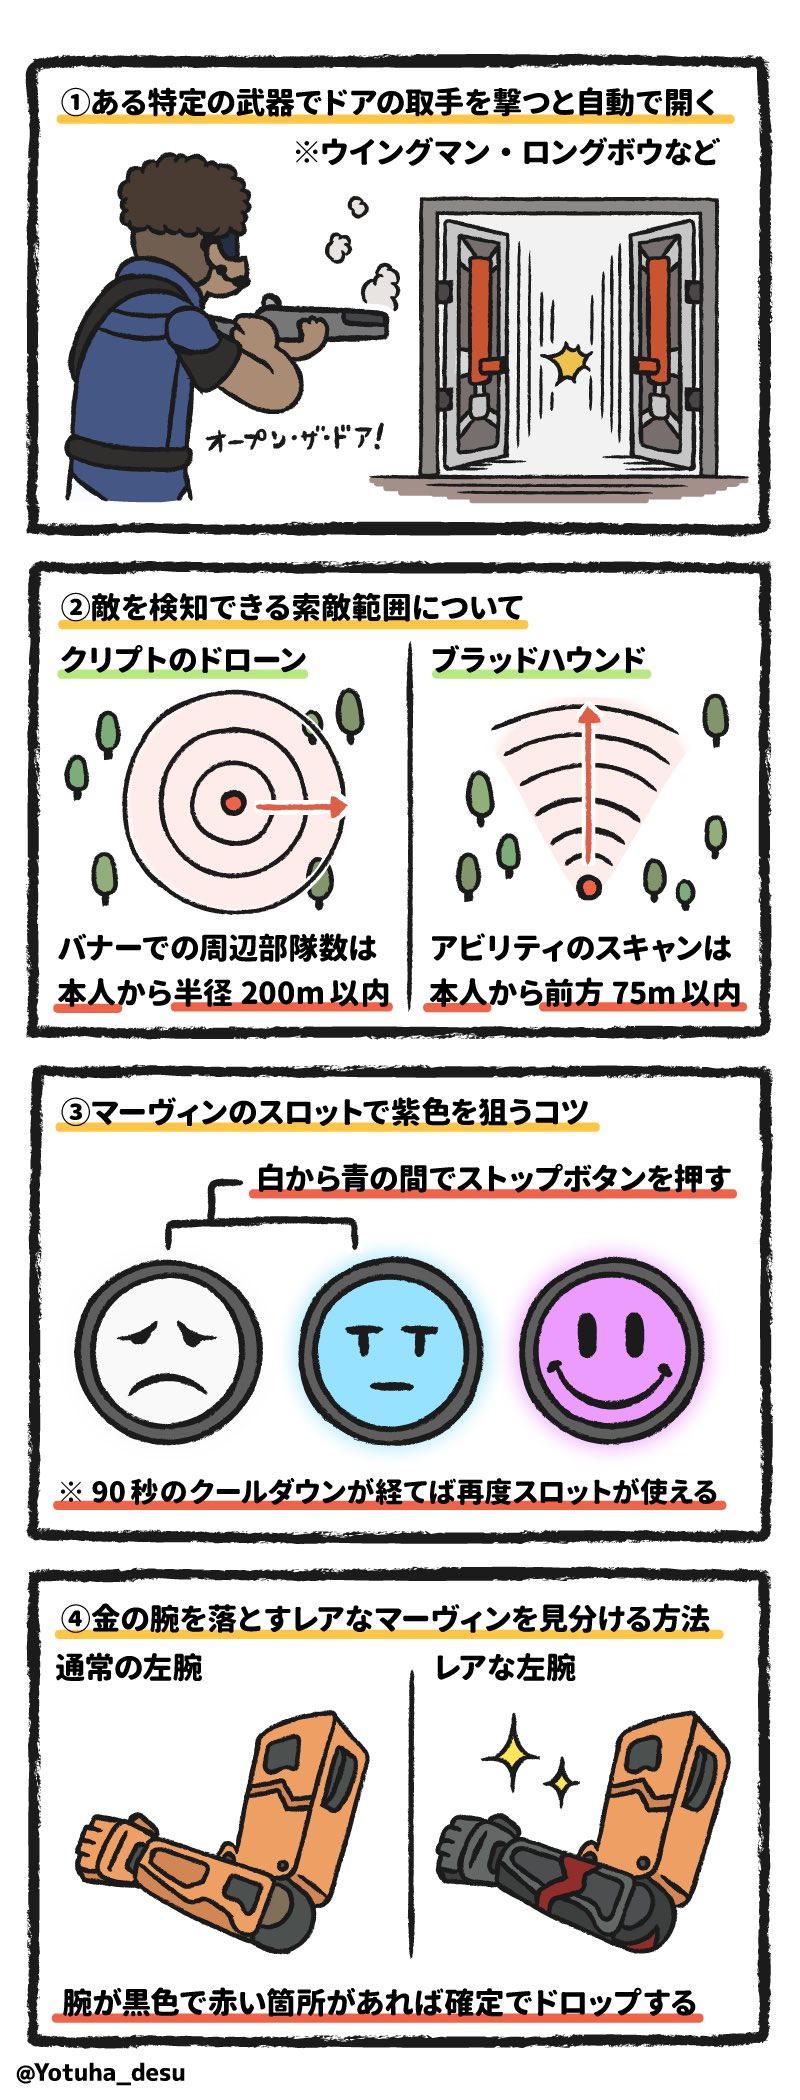 ①ある特定の武器でドアの取手を撃つと自動で開く
※ウイングマン・ロングボウなど
オープン・ザ・ドア!
②敵を検知できる索敵範囲について
クリプトのドローン
バナーでの周辺部隊数は
本人から半径 200m 以内
ブラッドハウンド
アビリティのスキャンは
本人から前方 75m 以内
③マーヴィンのスロットで紫色を狙うコツ
白から青の間でストップボタンを押す
※ 90 秒のクールダウンが経てば再度スロットが使える
④金の腕を落とすレアなマーヴィンを見分ける方法
通常の左腕
レアな左腕
腕が黒色で赤い箇所があれば確定でドロップする
@Yotuha_desu